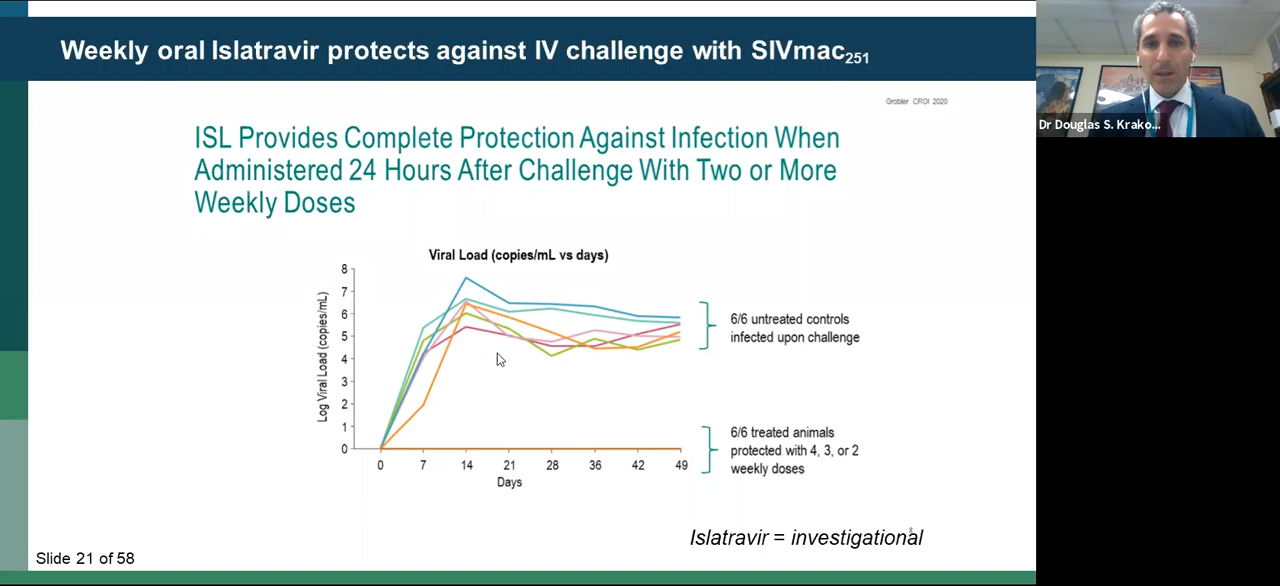 Weekly oral Islatravir protects against IV challenge with SIVmac251
Grobler CROI 2020
Dr Douglas S. Krako...
ISL Provides Complete Protection Against Infection When
Administered 24 Hours After Challenge With Two or More
Weekly Doses
Viral Load (copies/mL vs days)
Log Viral Load (copies/mL)
8
7
6
5
4
3
2
1
0
0 7 14 21 28 36 42 49
Days
6/6 untreated controls
infected upon challenge
6/6 treated animals
protected with 4, 3, or 2
weekly doses
Islatravir = investigational
Slide 21 of 58